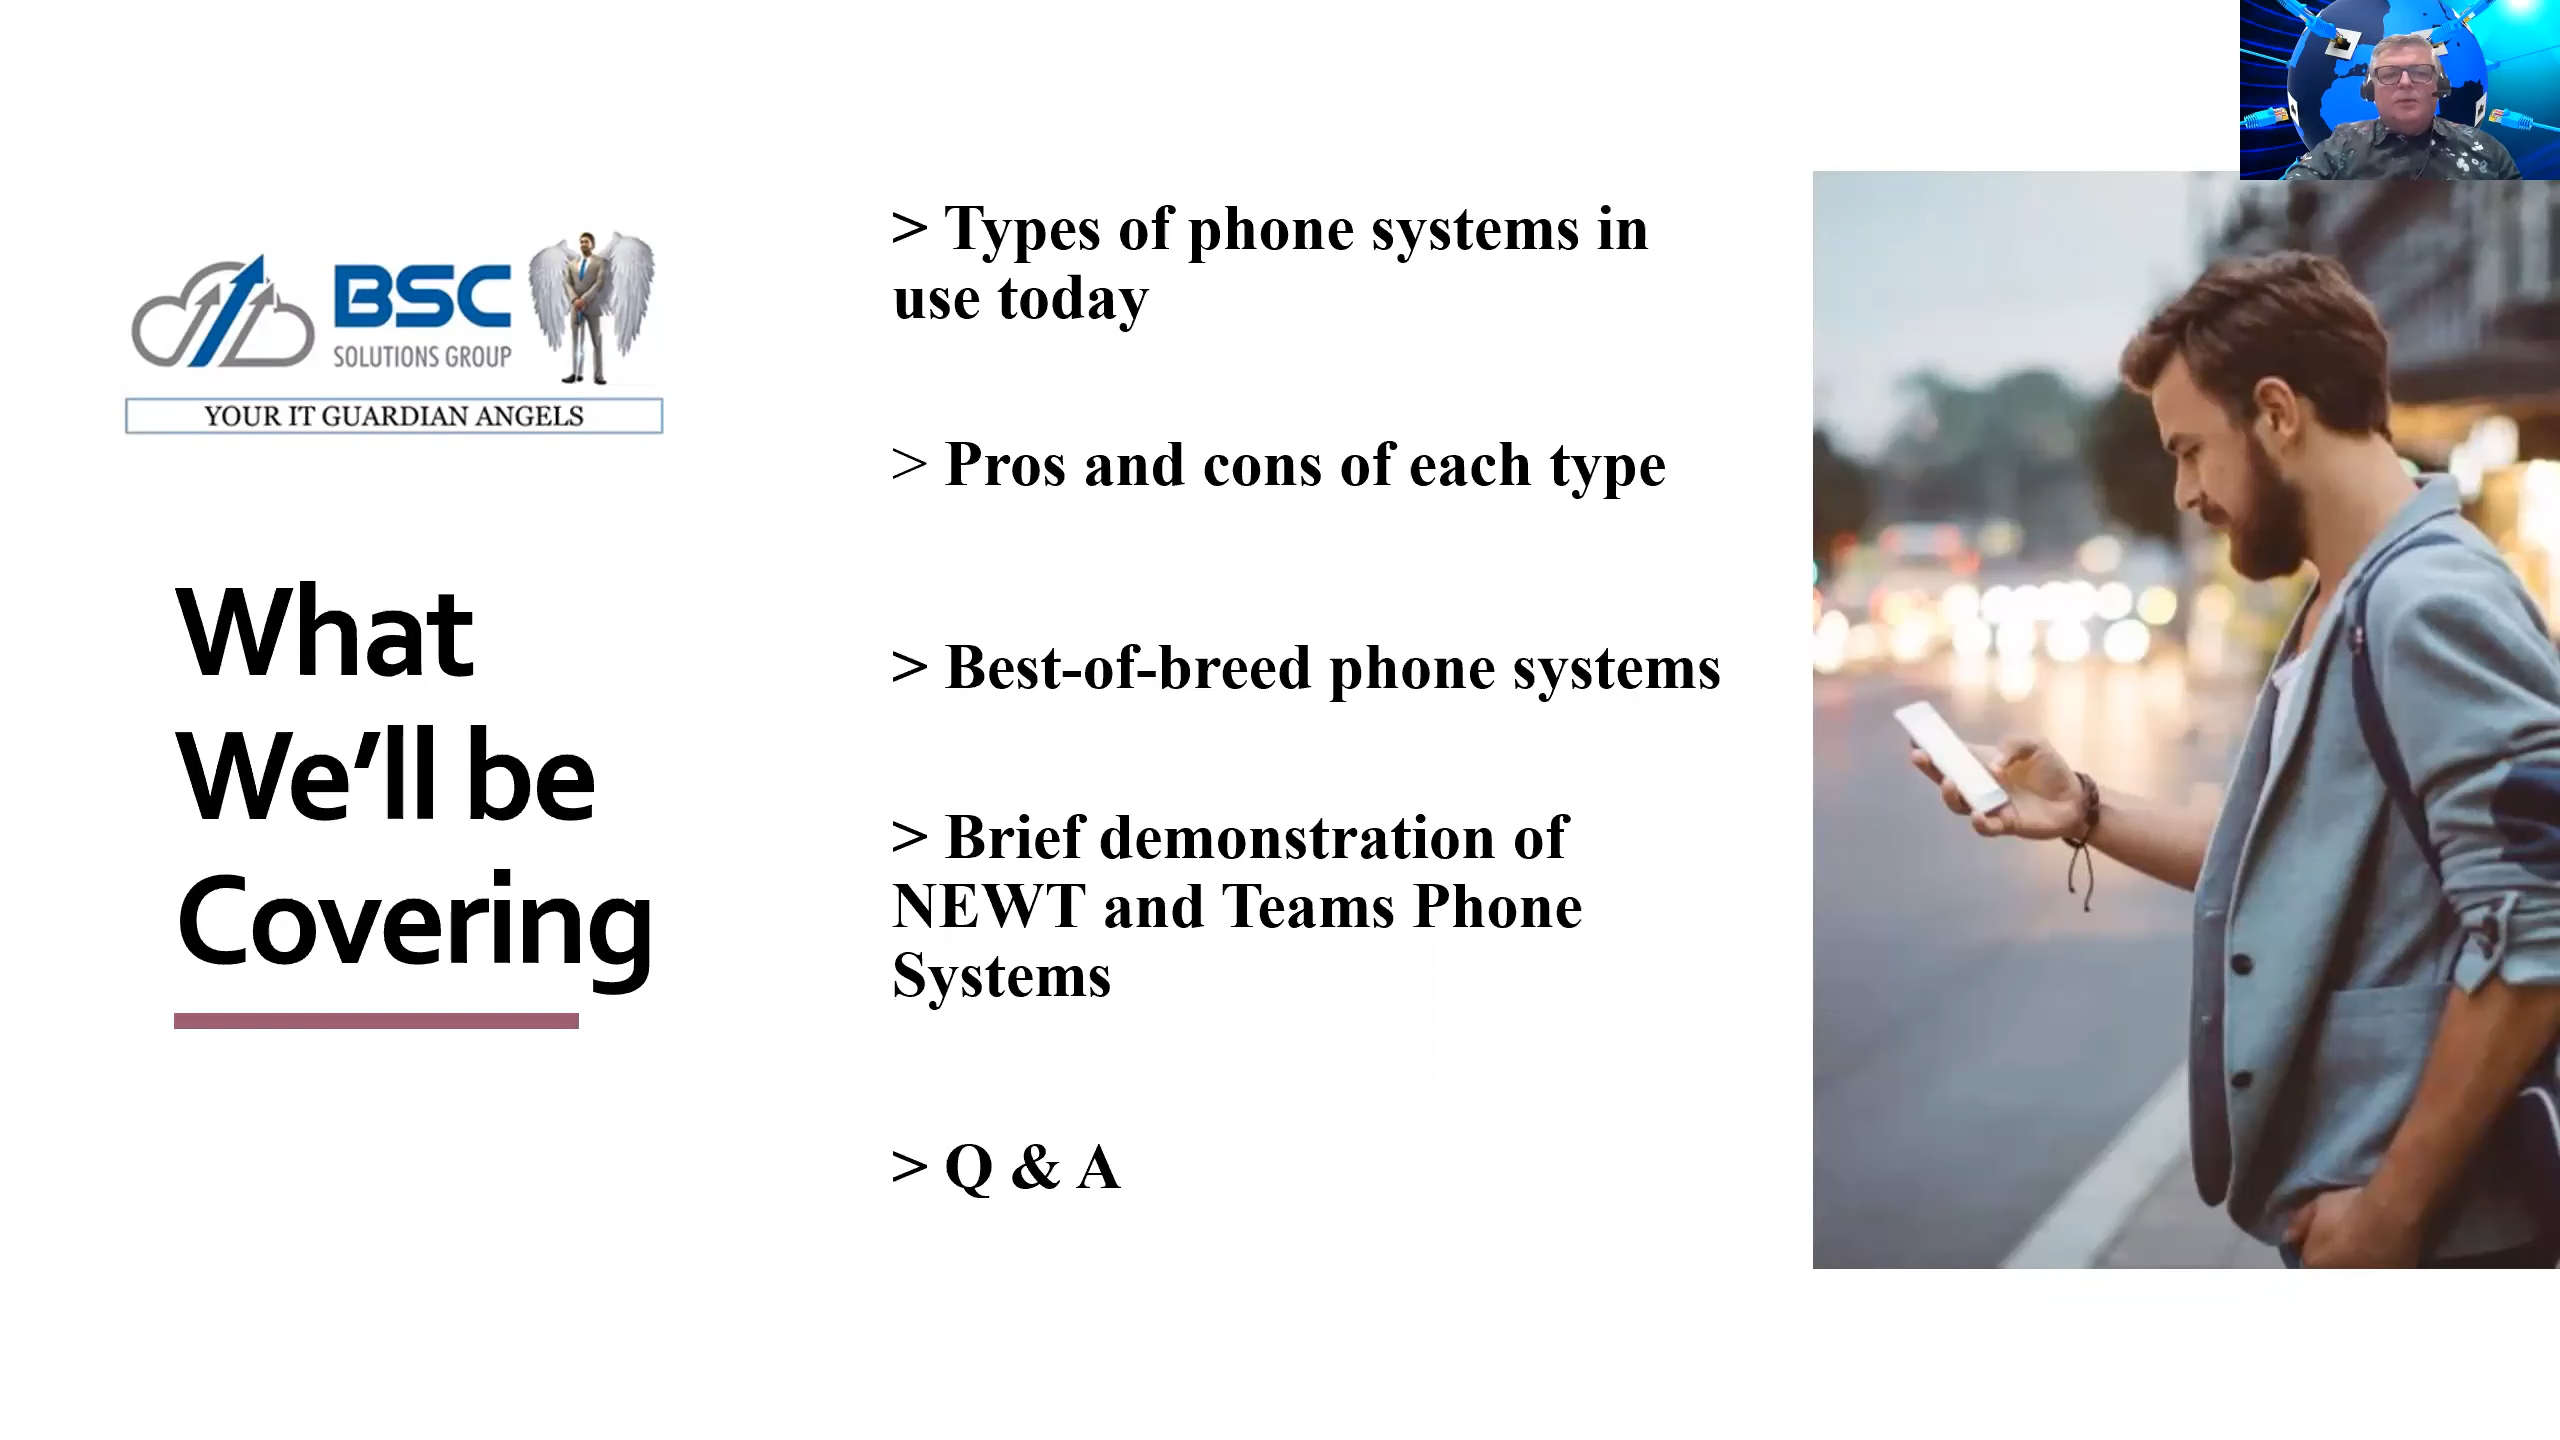 BSC
SOLUTIONS GROUP
YOUR IT GUARDIAN ANGELS
What
We’ll be
Covering
> Types of phone systems in
use today
> Pros and cons of each type
> Best-of-breed phone systems
> Brief demonstration of
NEWT and Teams Phone
Systems
> Q & A